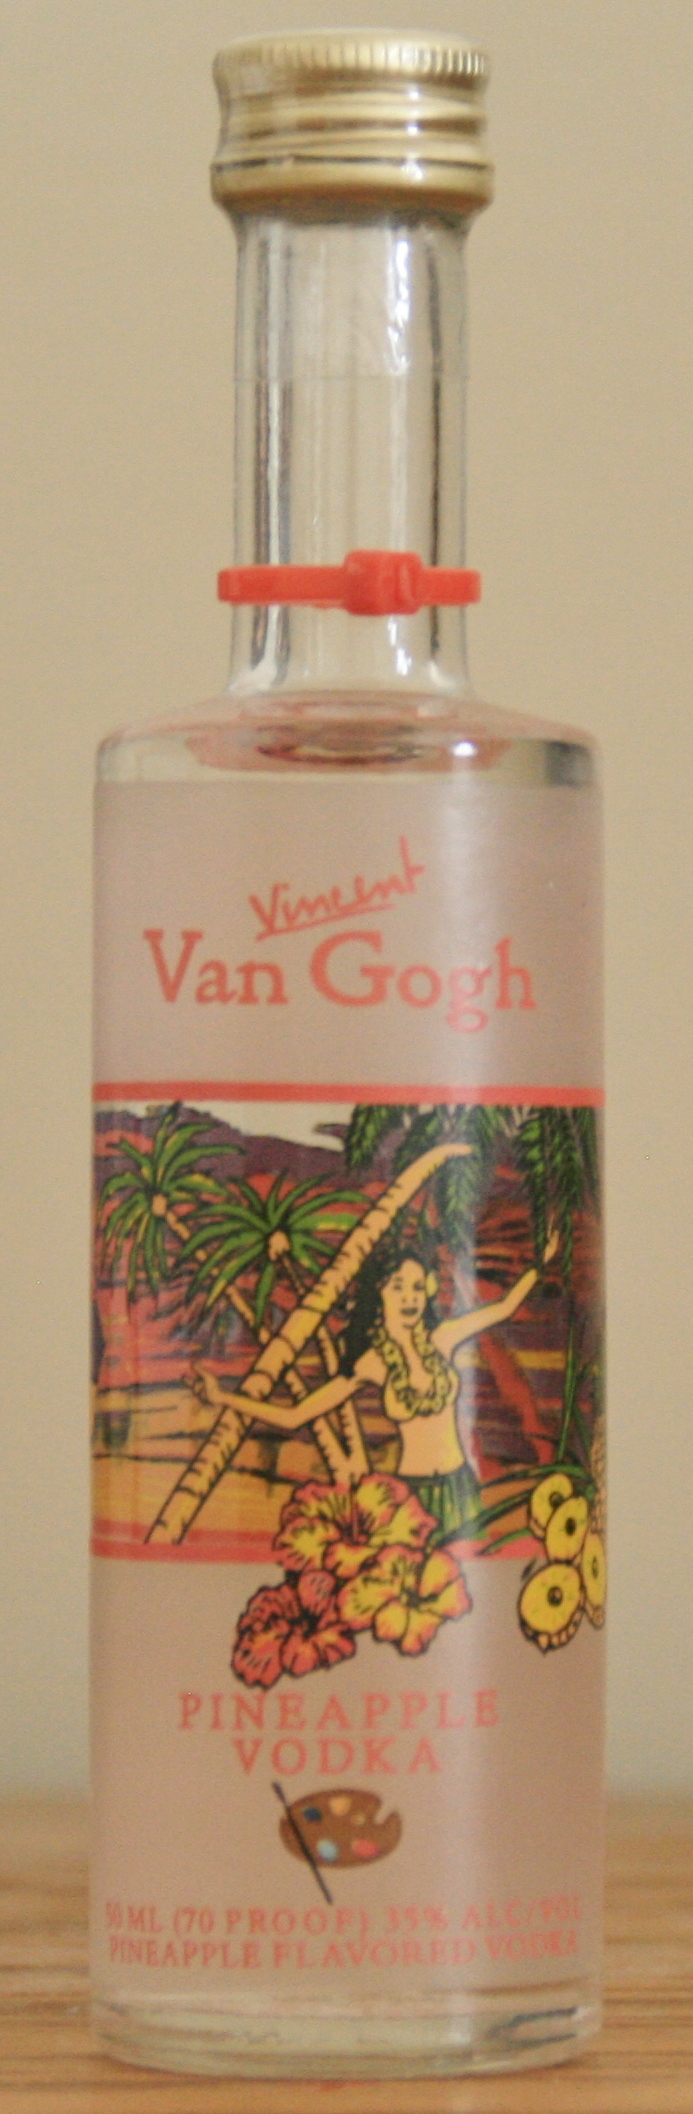 Vincent
Van Gogh
PINEAPPLE
VODKA
50 ML (70 PROOF) 35% ALC/VOL
PINEAPPLE FLAVORED VODKA